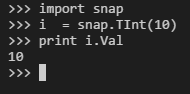 >>> import snap
>>> i  = snap.TInt(10)
>>> print i.Val
10
>>>